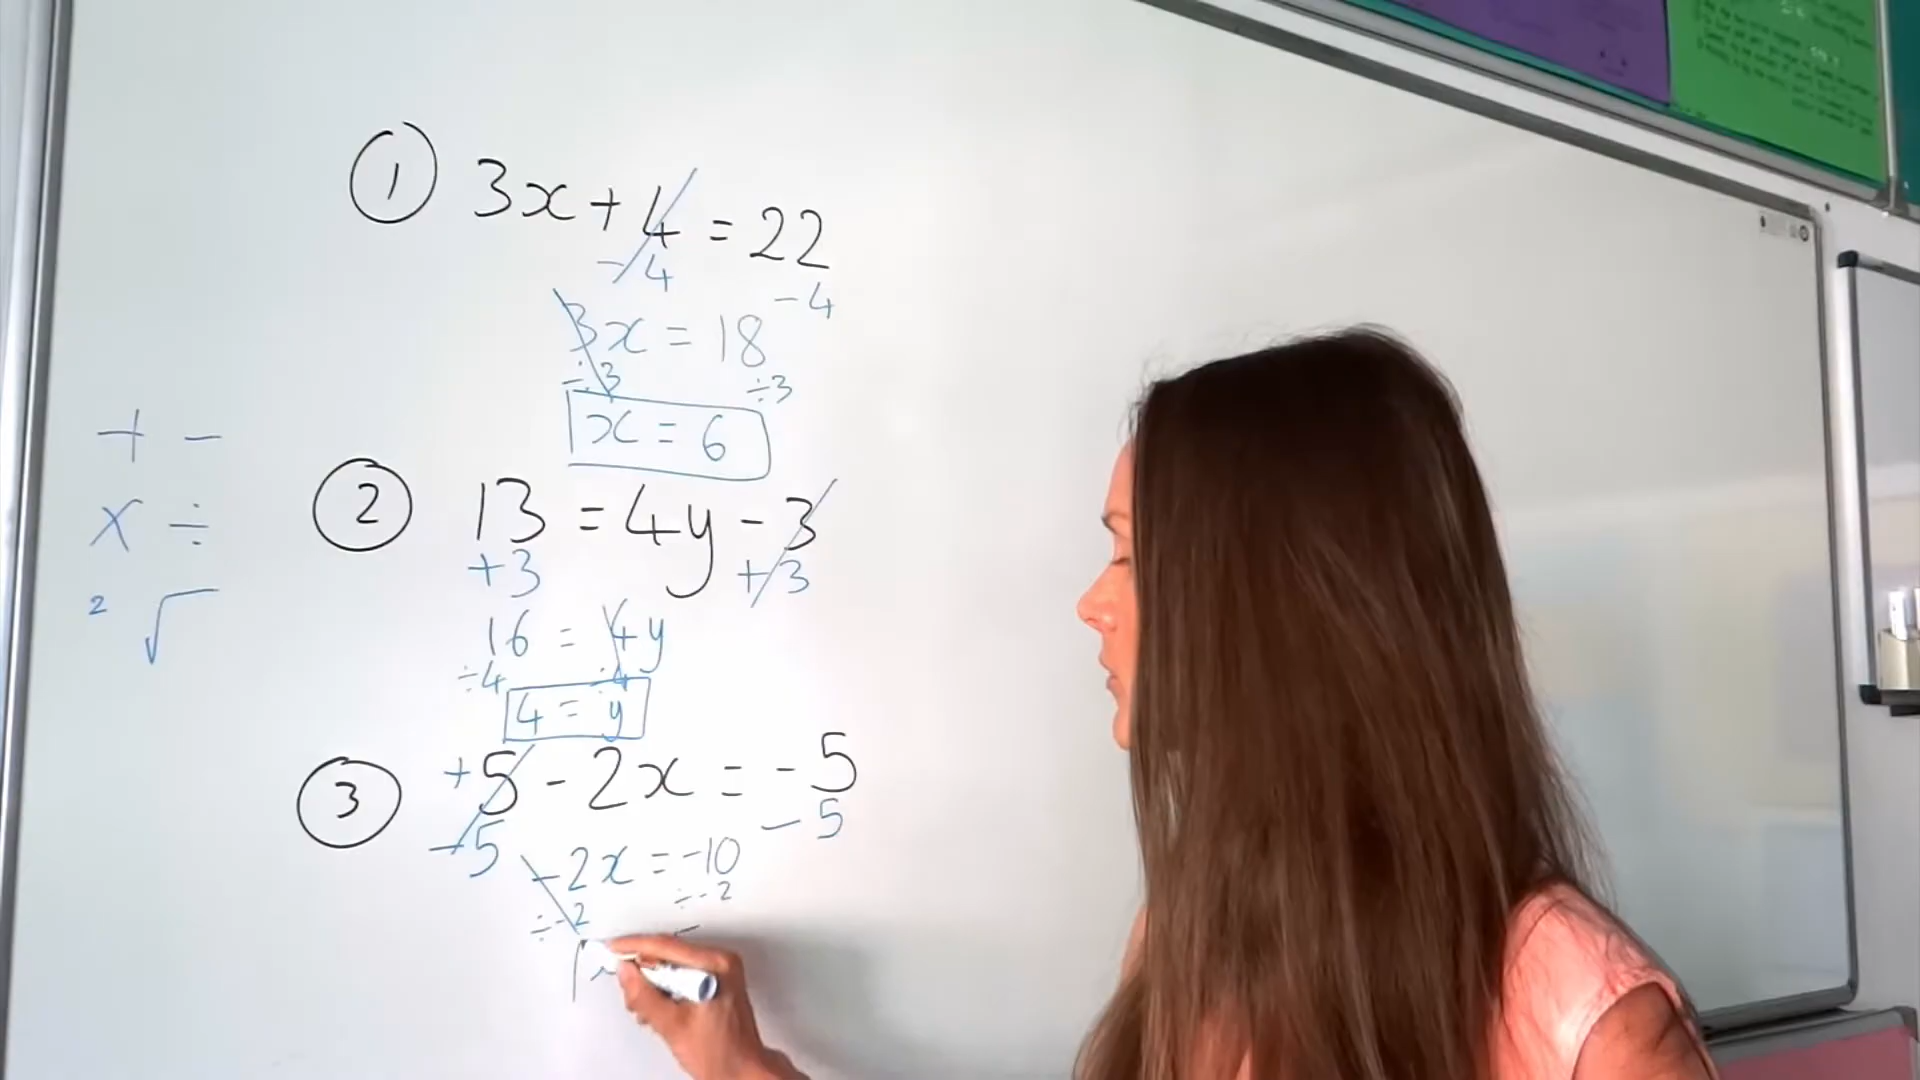 ① 3x + 4 = 22
- 4 - 4
3x = 18
÷ 3 ÷3
x = 6
+ -
x ÷
² √
② 13 = 4y - 3
+3 + 3
16 = 4y
÷4 ÷4
4 = y
③ +5 - 2x = -5
-5 -5
-2x = -10
÷-2 ÷-2